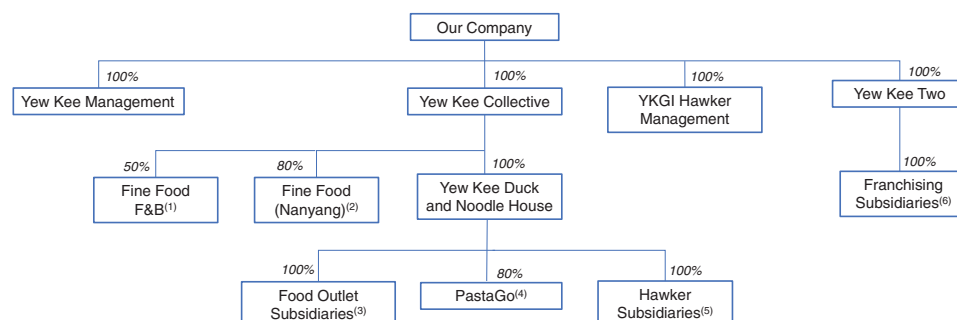 Our Company
100%
100%
100%
100%
Yew Kee Management
Yew Kee Collective
YKGI Hawker
Management
Yew Kee Two
50%
80%
100%
100%
Fine Food
F&B(1)
Fine Food
(Nanyang)(2)
Yew Kee Duck
and Noodle House
Franchising
Subsidiaries(6)
100%
80%
100%
Food Outlet
Subsidiaries(3)
PastaGo(4)
Hawker
Subsidiaries(5)